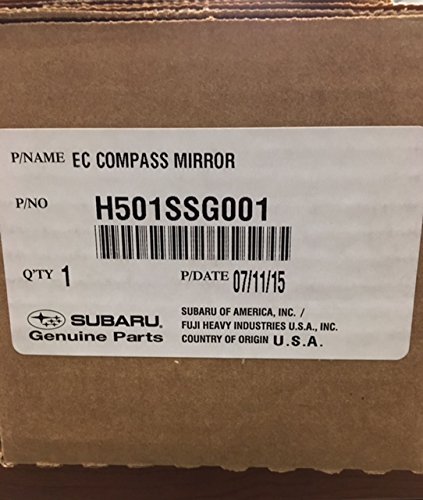 P/NAME EC COMPASS MIRROR
P/NO H501SSG001
Q'TY 1 P/DATE 07/11/15
SUBARU®
Genuine Parts
SUBARU OF AMERICA, INC. /
FUJI HEAVY INDUSTRIES U.S.A., INC.
COUNTRY OF ORIGIN U.S.A.